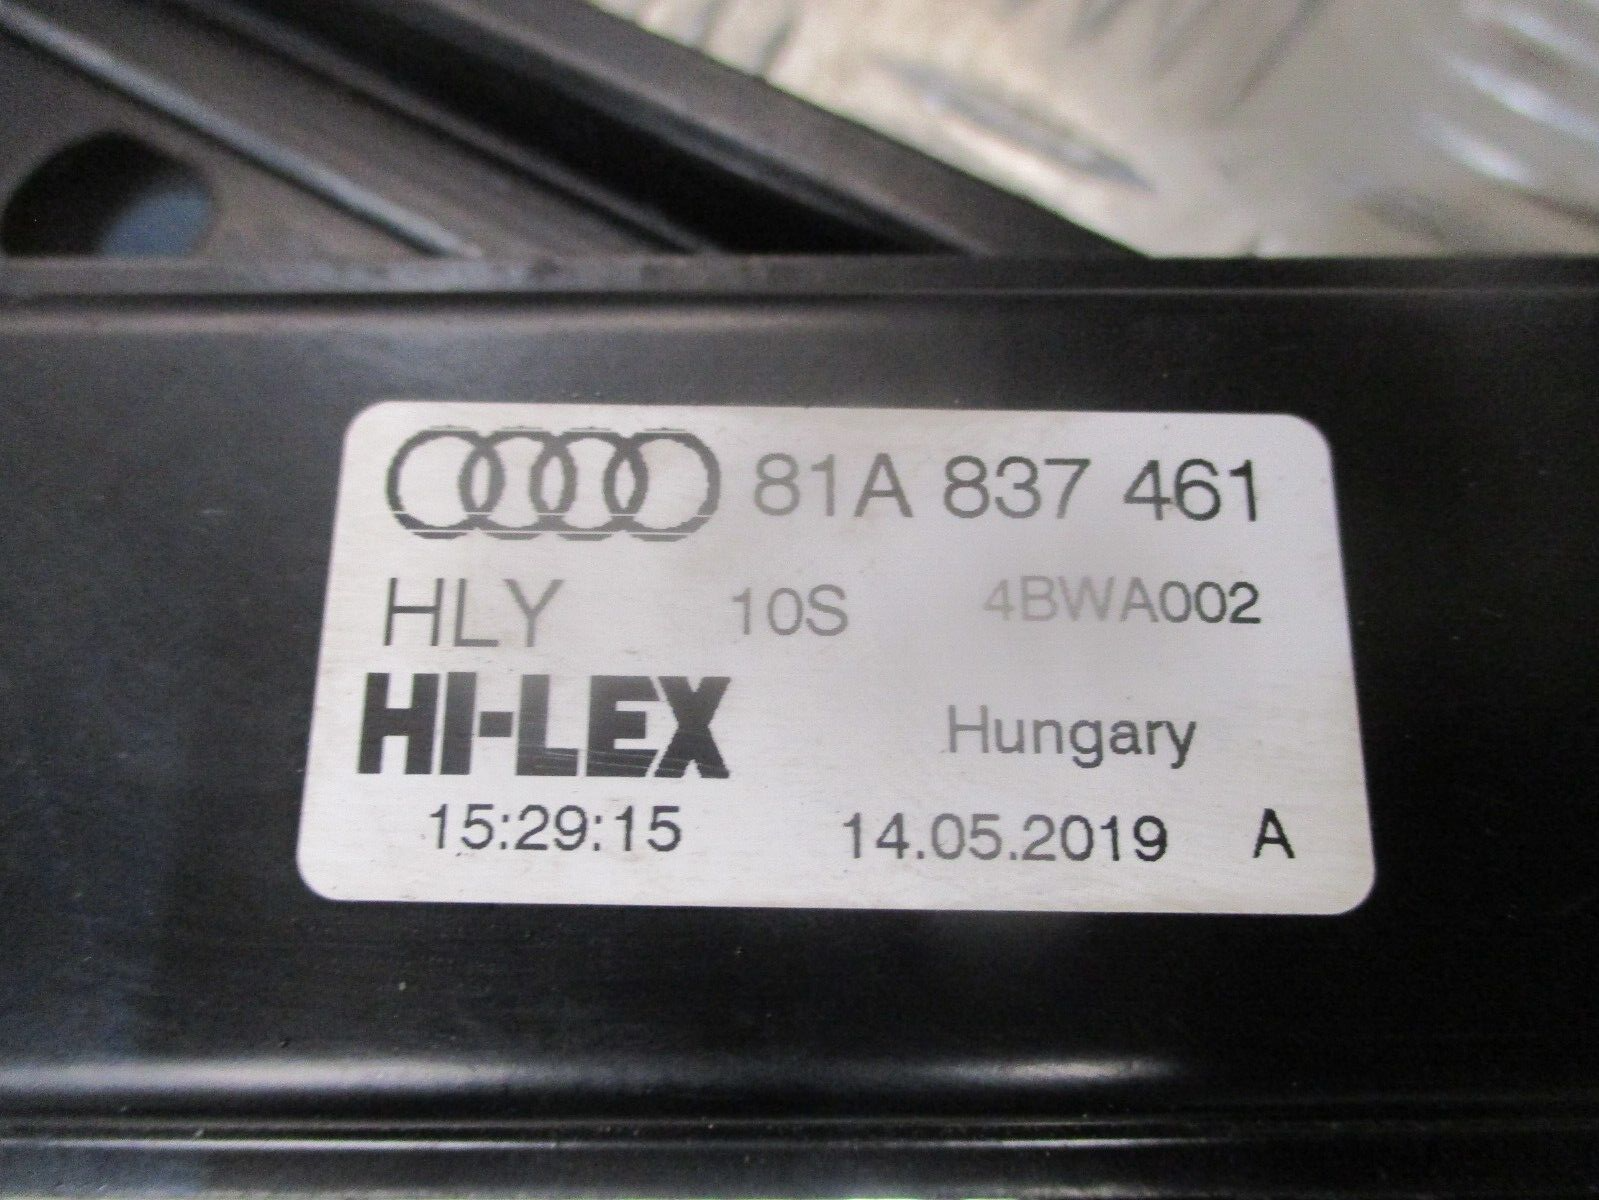 81A 837 461
HLY 10S 4BWA002
HI-LEX Hungary
15:29:15 14.05.2019 A